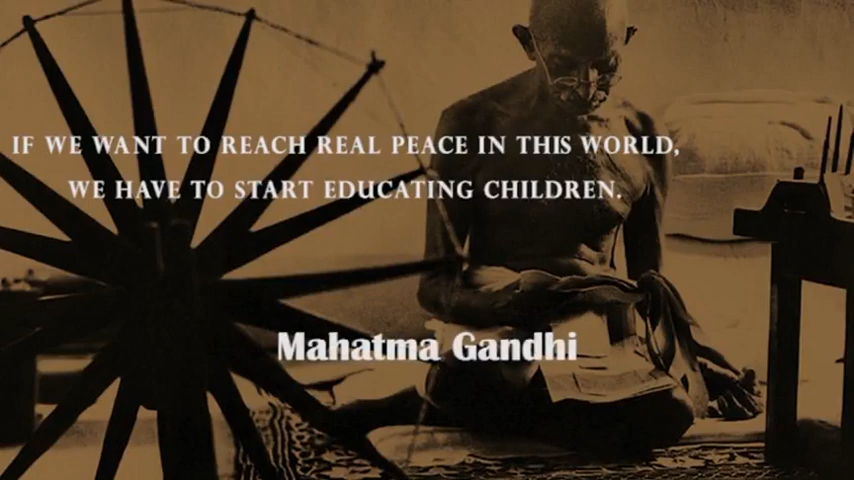 IF WE WANT TO REACH REAL PEACE IN THIS WORLD,
WE HAVE TO START EDUCATING CHILDREN.
Mahatma Gandhi